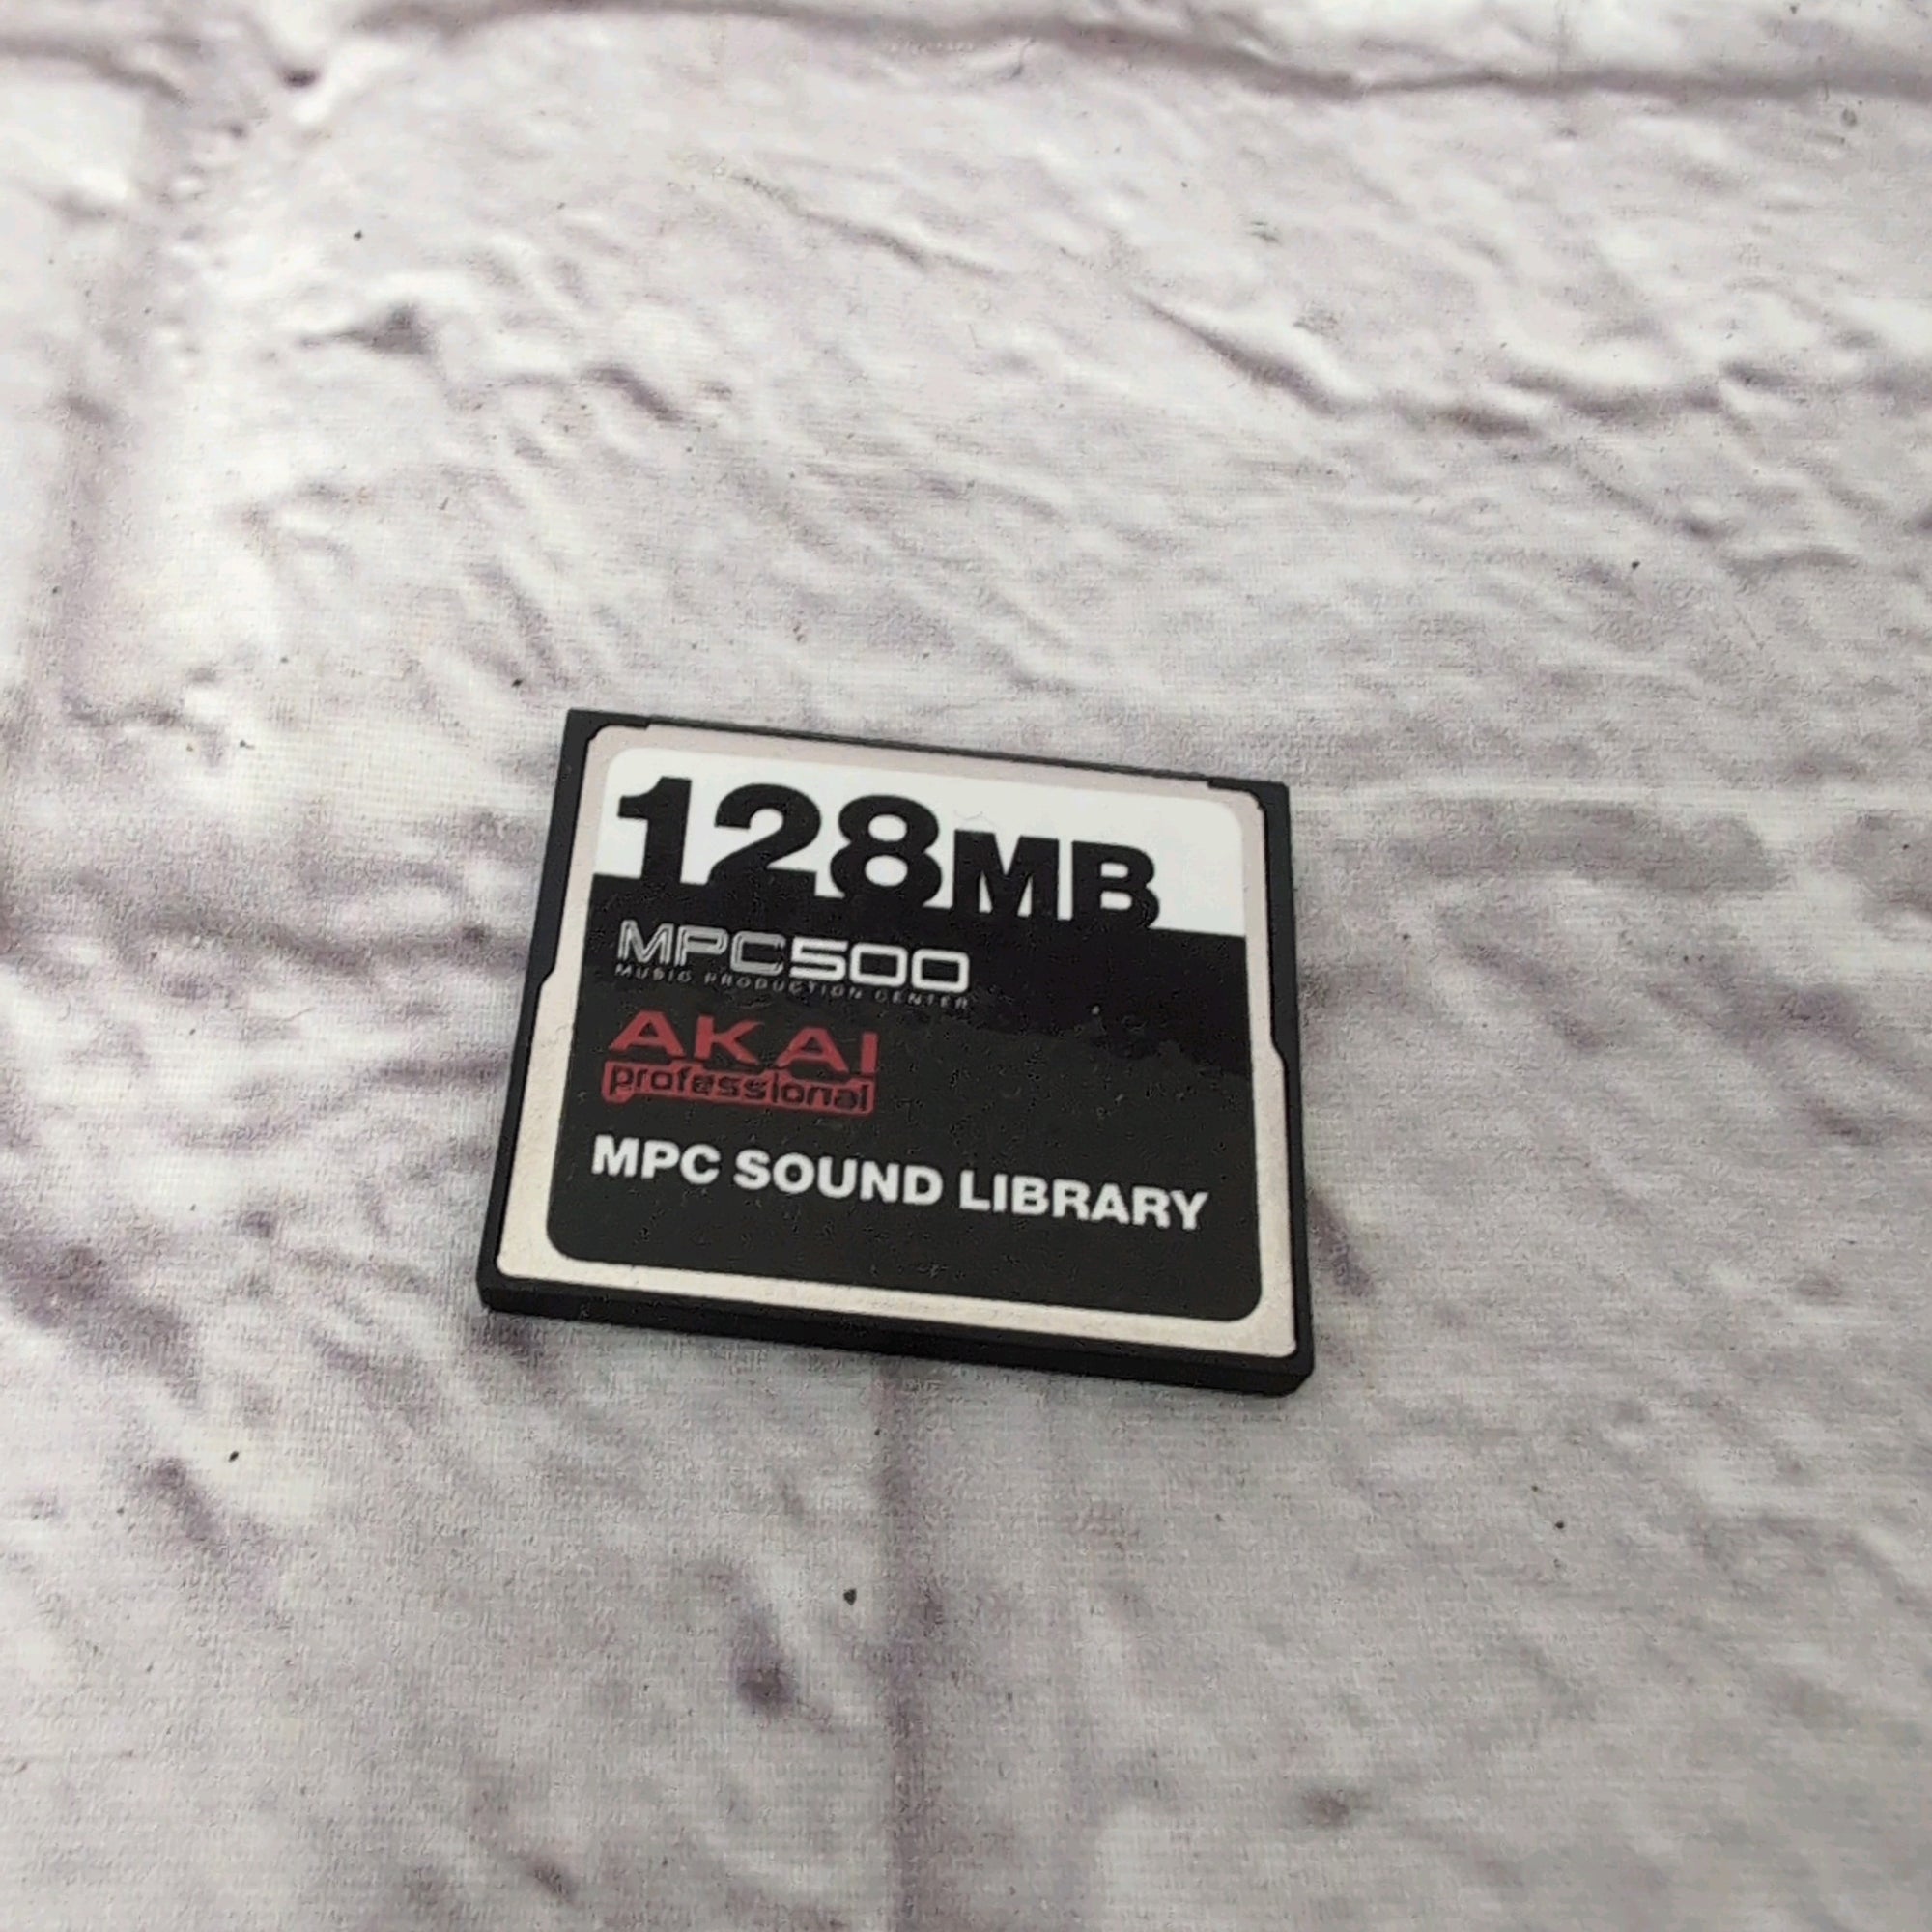 128MB
MPC500
MUSIC PRODUCTION CENTER
AKAI
professional
MPC SOUND LIBRARY